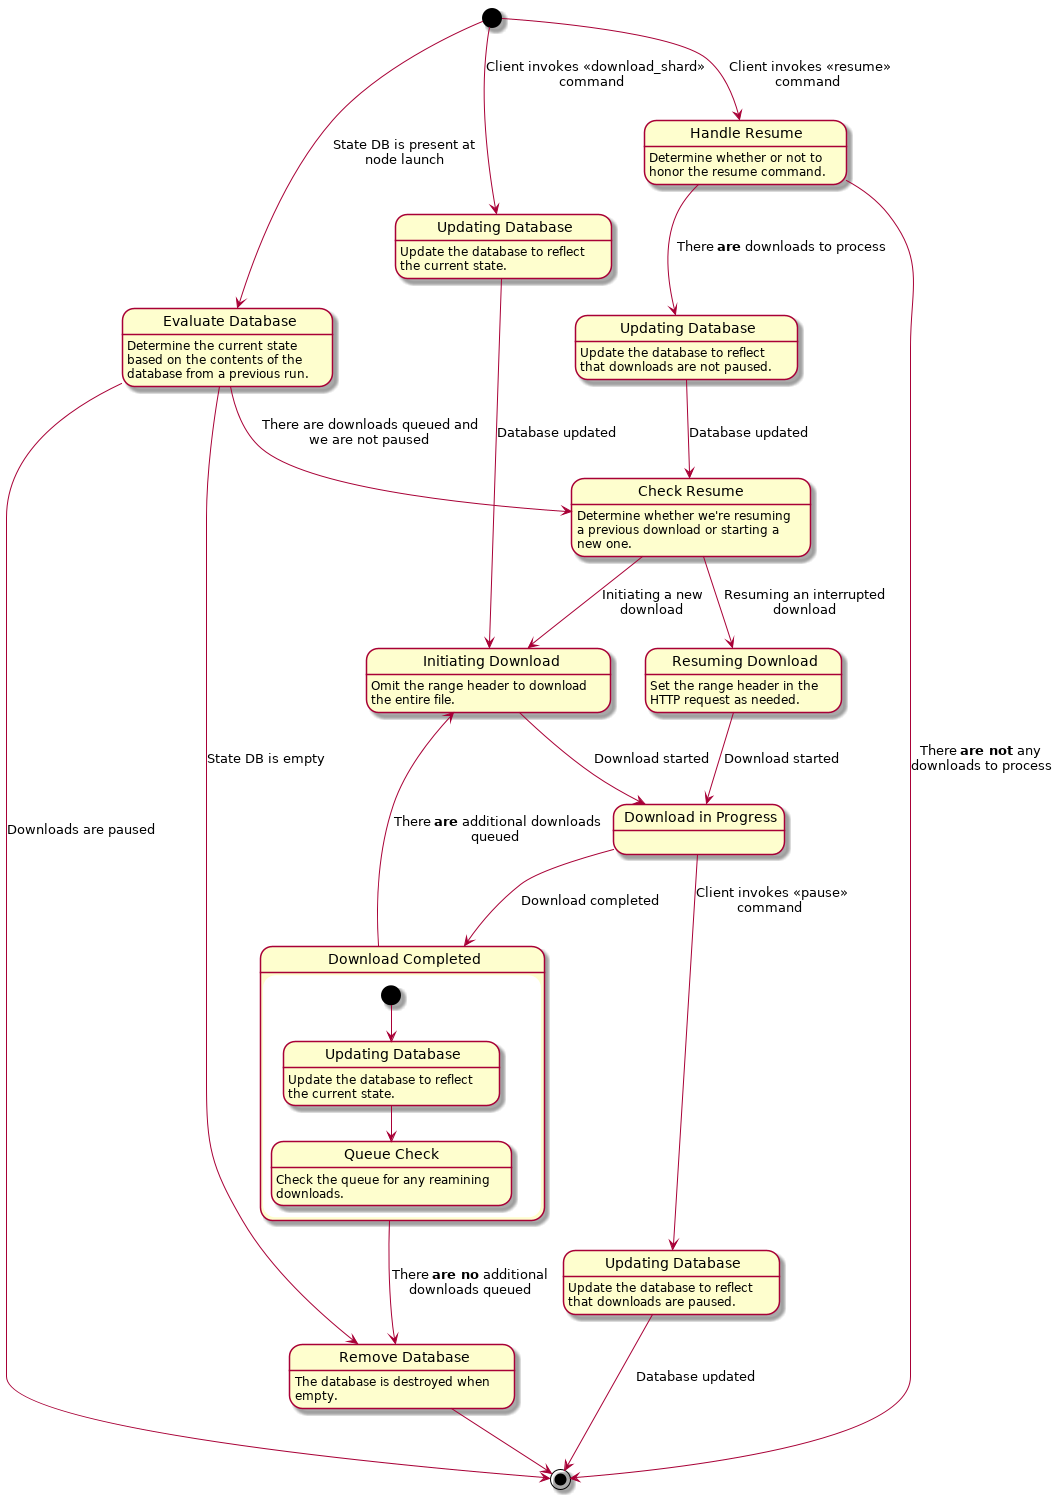 Client invokes «download_shard»
command
Client invokes «resume»
command
State DB is present at
node launch
Handle Resume
Determine whether or not to
honor the resume command.
Updating Database
Update the database to reflect
the current state.
There are downloads to process
Evaluate Database
Determine the current state
based on the contents of the
database from a previous run.
Updating Database
Update the database to reflect
that downloads are not paused.
There are downloads queued and
we are not paused
Database updated
Database updated
Check Resume
Determine whether we're resuming
a previous download or starting a
new one.
Initiating a new
download
Resuming an interrupted
download
Initiating Download
Omit the range header to download
the entire file.
Resuming Download
Set the range header in the
HTTP request as needed.
State DB is empty
Download started
Download started
There are not any
downloads to process
Downloads are paused
There are additional downloads
queued
Download in Progress
Download completed
Client invokes «pause»
command
Download Completed
Updating Database
Update the database to reflect
the current state.
Queue Check
Check the queue for any reamining
downloads.
There are no additional
downloads queued
Updating Database
Update the database to reflect
that downloads are paused.
Remove Database
The database is destroyed when
empty.
Database updated